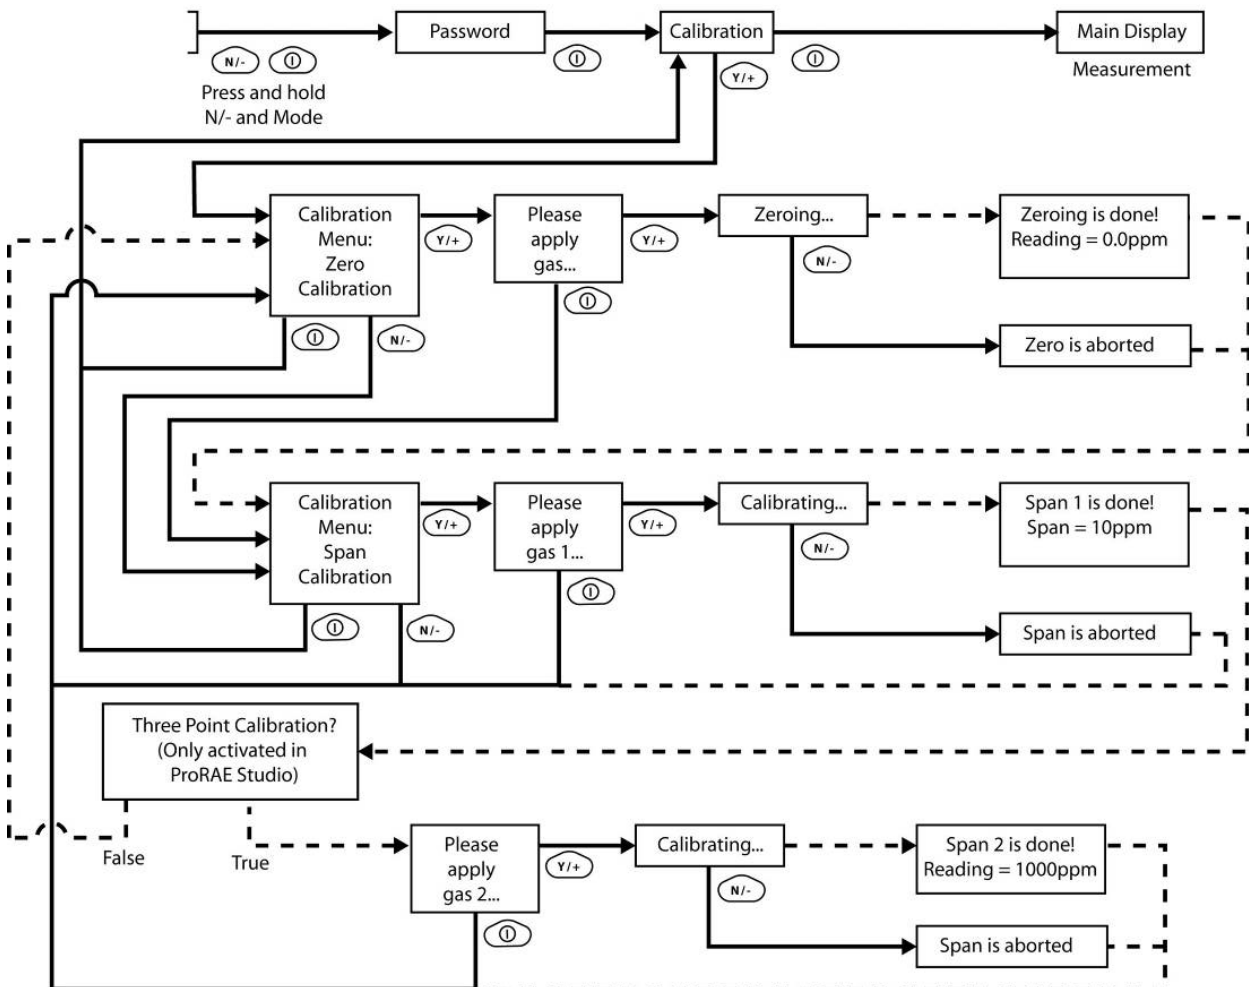 Password
Calibration
Main Display
N/-
Y/+
Press and hold
N/- and Mode
Measurement
Calibration
Menu:
Zero
Calibration
Y/+
Please
apply
gas...
Y/+
Zeroing...
N/-
Zeroing is done!
Reading = 0.0ppm
N/-
Zero is aborted
Calibration
Menu:
Span
Calibration
Y/+
Please
apply
gas 1...
Y/+
Calibrating...
N/-
Span 1 is done!
Span = 10ppm
N/-
Span is aborted
Three Point Calibration?
(Only activated in
ProRAE Studio)
False
True
Please
apply
gas 2...
Y/+
Calibrating...
N/-
Span 2 is done!
Reading = 1000ppm
Span is aborted